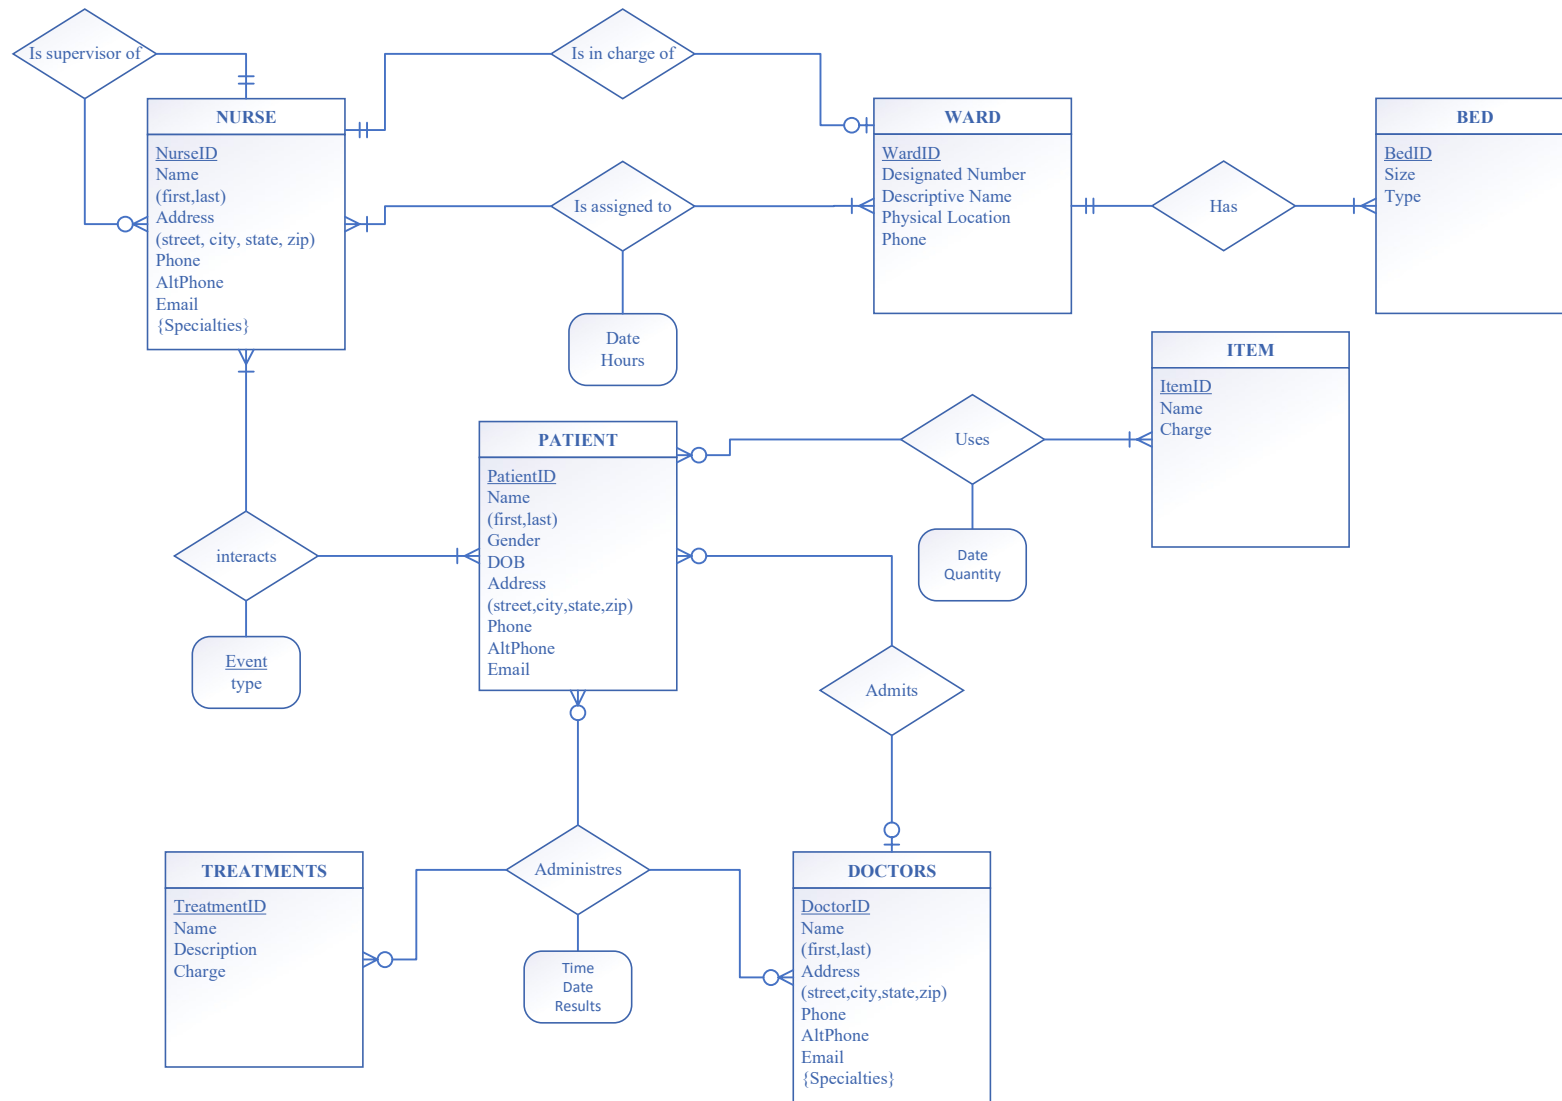 Is supervisor of
Is in charge of
NURSE
NurseID
Name
(first,last)
Address
(street, city, state, zip)
Phone
AltPhone
Email
{Specialties}
WARD
WardID
Designated Number
Descriptive Name
Physical Location
Phone
BED
BedID
Size
Type
Is assigned to
Has
Date
Hours
ITEM
ItemID
Name
Charge
PATIENT
PatientID
Name
(first,last)
Gender
DOB
Address
(street,city,state,zip)
Phone
AltPhone
Email
Uses
Date
Quantity
interacts
Event
type
Admits
TREATMENTS
TreatmentID
Name
Description
Charge
Administres
Time
Date
Results
DOCTORS
DoctorID
Name
(first,last)
Address
(street,city,state,zip)
Phone
AltPhone
Email
{Specialties}